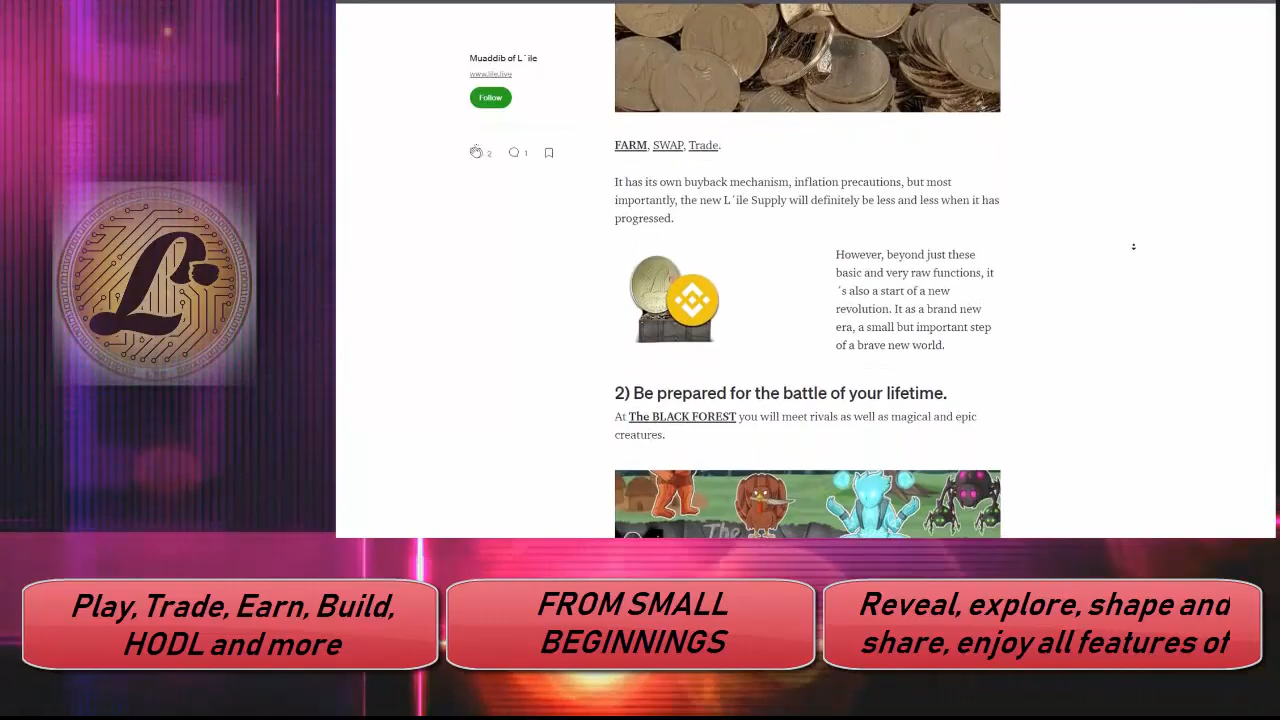 Muaddib of L´ile
www.lile.live
Follow
2
1
FARM, SWAP, Trade.
It has its own buyback mechanism, inflation precautions, but most
importantly, the new L´ile Supply will definitely be less and less when it has
progressed.
However, beyond just these
basic and very raw functions, it
´s also a start of a new
revolution. It as a brand new
era, a small but important step
of a brave new world.
2) Be prepared for the battle of your lifetime.
At The BLACK FOREST you will meet rivals as well as magical and epic
creatures.
The
Play, Trade, Earn, Build,
HODL and more
FROM SMALL
BEGINNINGS
Reveal, explore, shape and
share, enjoy all features of